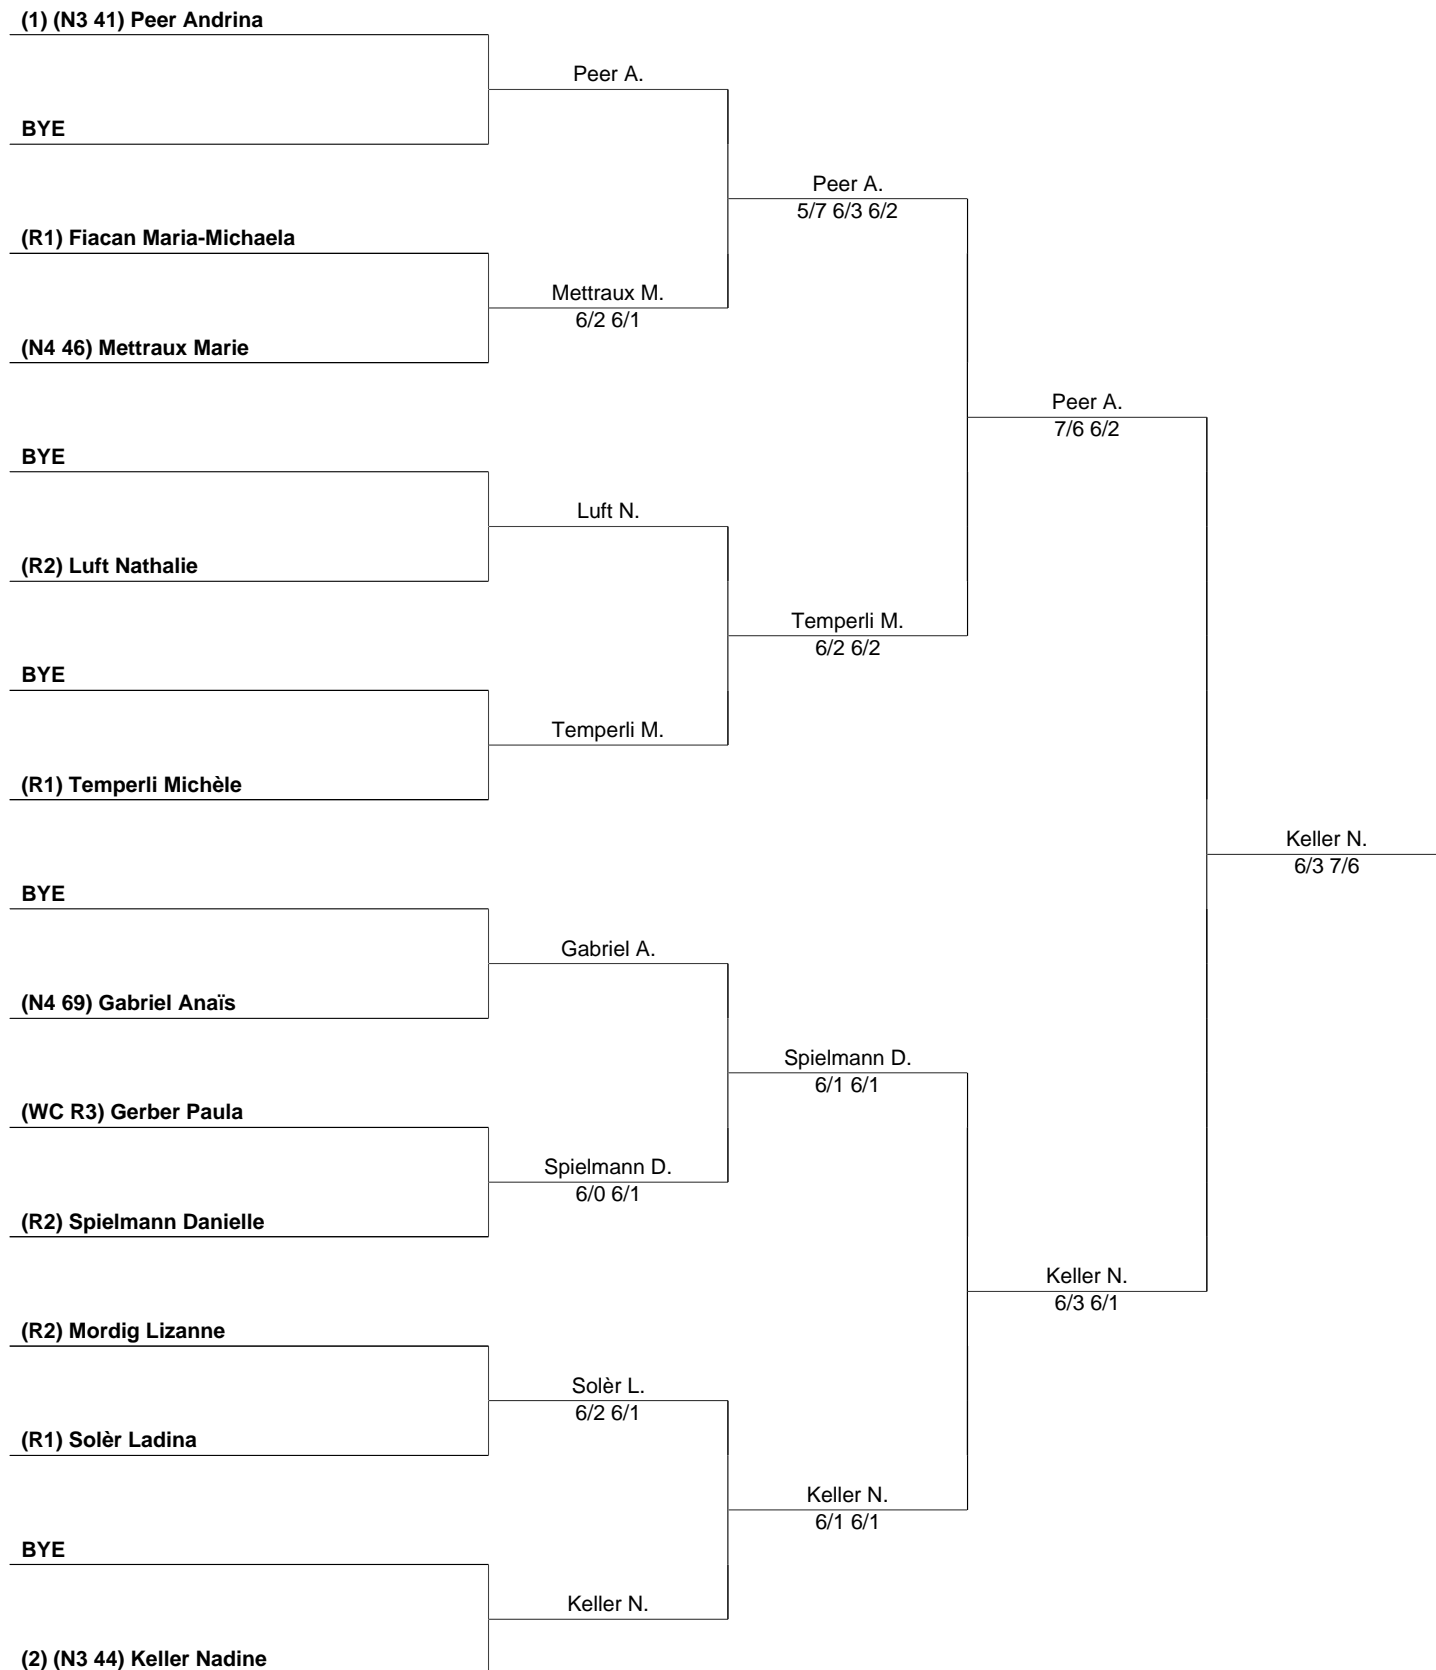 (1) (N3 41) Peer Andrina
Peer A.
BYE
Peer A.
5/7 6/3 6/2
(R1) Fiacan Maria-Michaela
Mettraux M.
6/2 6/1
(N4 46) Mettraux Marie
Peer A.
7/6 6/2
BYE
Luft N.
(R2) Luft Nathalie
Temperli M.
6/2 6/2
BYE
Temperli M.
(R1) Temperli Michèle
Keller N.
6/3 7/6
BYE
Gabriel A.
(N4 69) Gabriel Anaïs
Spielmann D.
6/1 6/1
(WC R3) Gerber Paula
Spielmann D.
6/0 6/1
(R2) Spielmann Danielle
Keller N.
6/3 6/1
(R2) Mordig Lizanne
Solèr L.
6/2 6/1
(R1) Solèr Ladina
Keller N.
6/1 6/1
BYE
Keller N.
(2) (N3 44) Keller Nadine